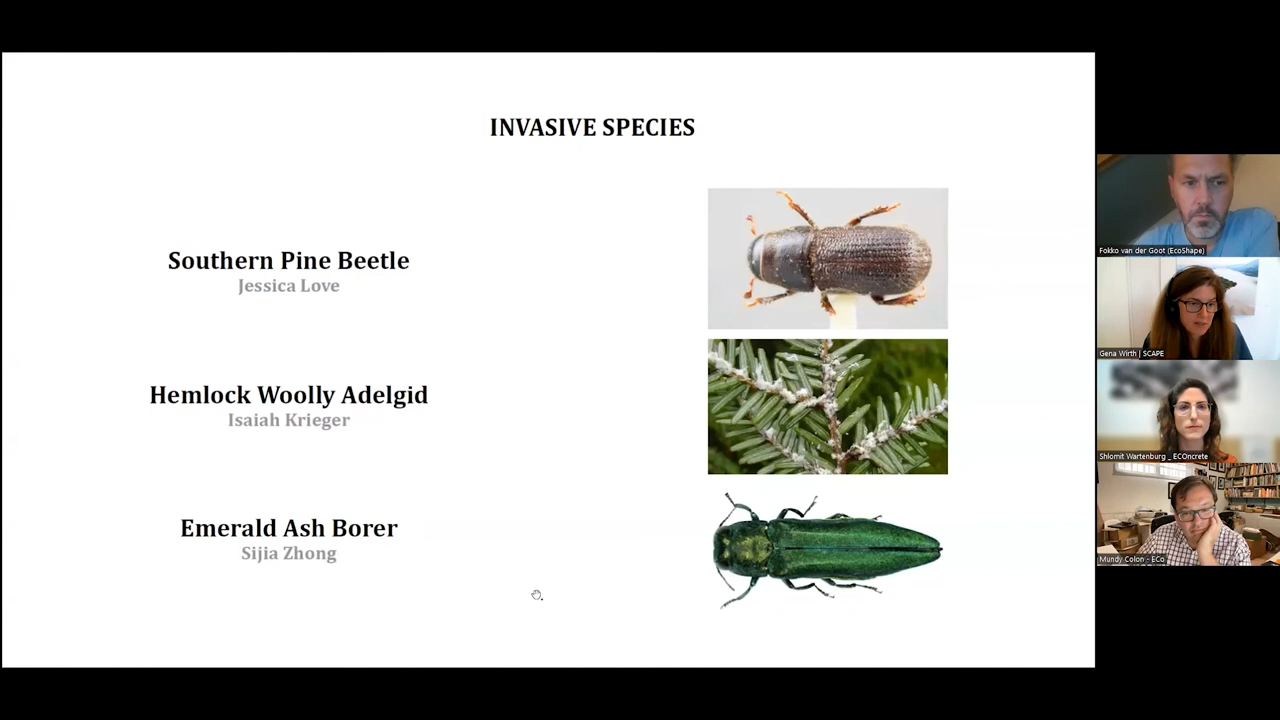 INVASIVE SPECIES
Southern Pine Beetle
Jessica Love
Hemlock Woolly Adelgid
Isaiah Krieger
Emerald Ash Borer
Sijia Zhong
Fokko van der Goot (EcoShape)
Gena Wirth | SCAPE
Shlomit Wartenburg _ ECOncrete
Mundy Colon - ECo